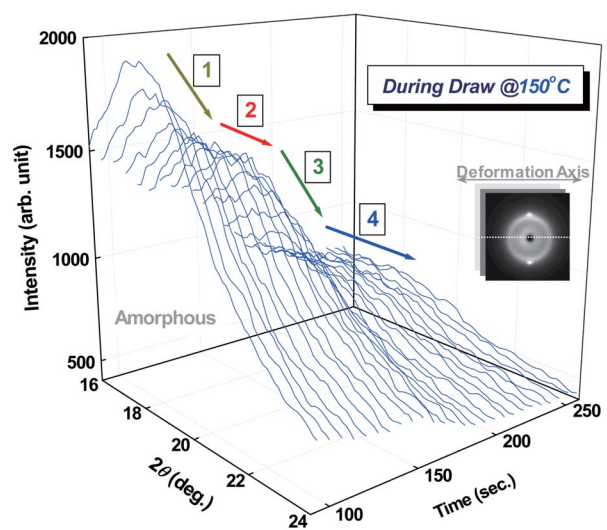 2000
1500
1000
500
Intensity (arb. unit)
1
2
3
4
During Draw @150°C
Deformation Axis
Amorphous
16
18
20
22
24
2θ (deg.)
100
150
200
250
Time (sec.)